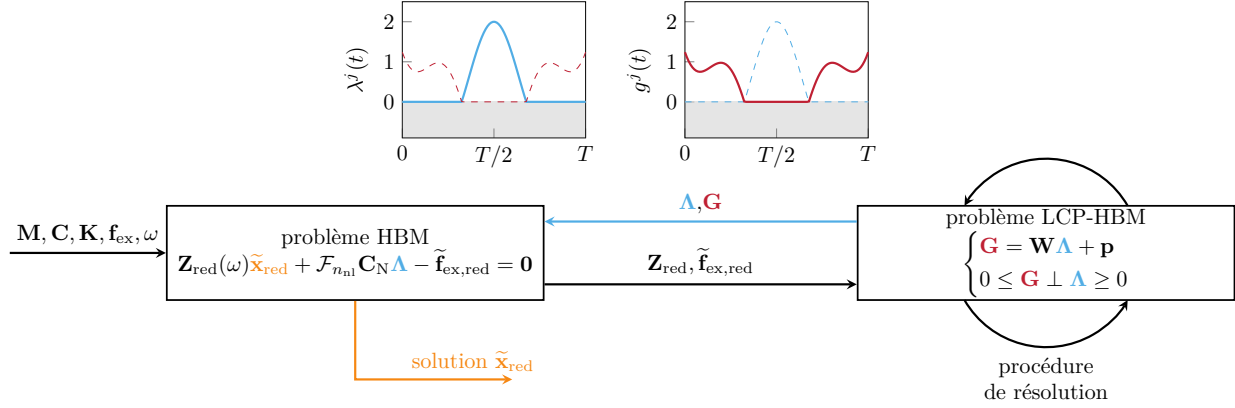 2
1
0
λ^j(t)
0 T/2 T
2
1
0
g^j(t)
0 T/2 T
M, C, K, f_ex, ω
problème HBM
Z_red(ω)x̃_red + ℱ_{n_nl} C_N Λ − f̃_ex,red = 0
Λ,G
Z_red, f̃_ex,red
problème LCP-HBM
G = WΛ + p
0 ≤ G ⊥ Λ ≥ 0
solution x̃_red
procédure
de résolution